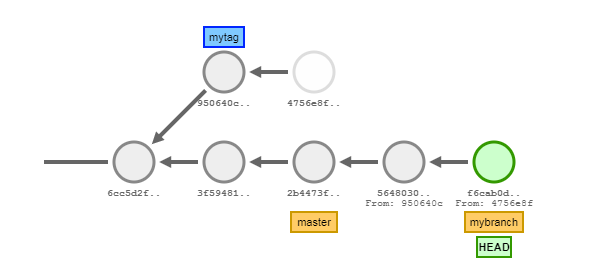 mytag
950640c..
4756e8f..
6cc5d2f..
3f59481..
2b4473f..
5648030..
f6cab0d..
From: 950640c
From: 4756e8f
master
mybranch
HEAD